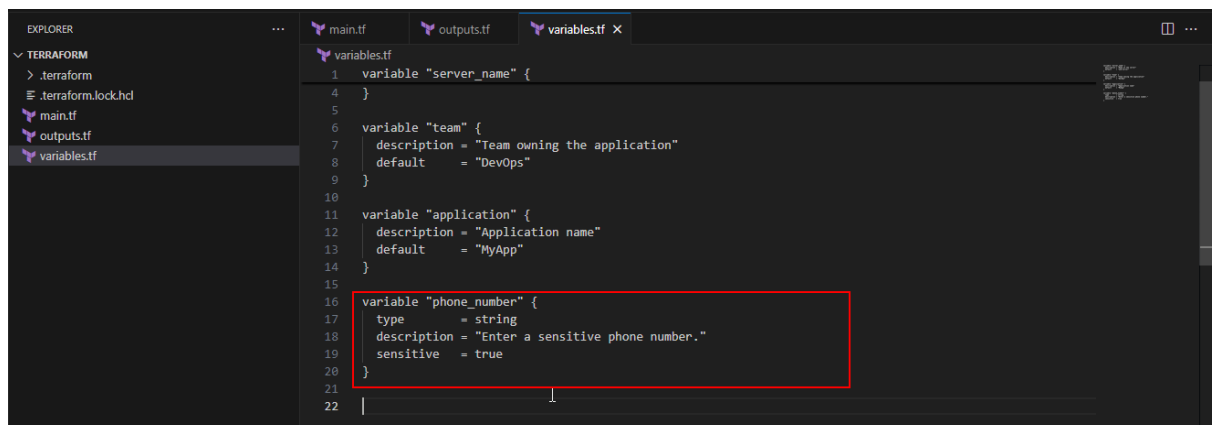 EXPLORER
...
main.tf
outputs.tf
variables.tf
...
TERRAFORM
.terraform
.terraform.lock.hcl
main.tf
outputs.tf
variables.tf
variables.tf
1 variable "server_name" {
4 }
5
6 variable "team" {
7 description = "Team owning the application"
8 default = "DevOps"
9 }
10
11 variable "application" {
12 description = "Application name"
13 default = "MyApp"
14 }
15
16 variable "phone_number" {
17 type = string
18 description = "Enter a sensitive phone number."
19 sensitive = true
20 }
21
22